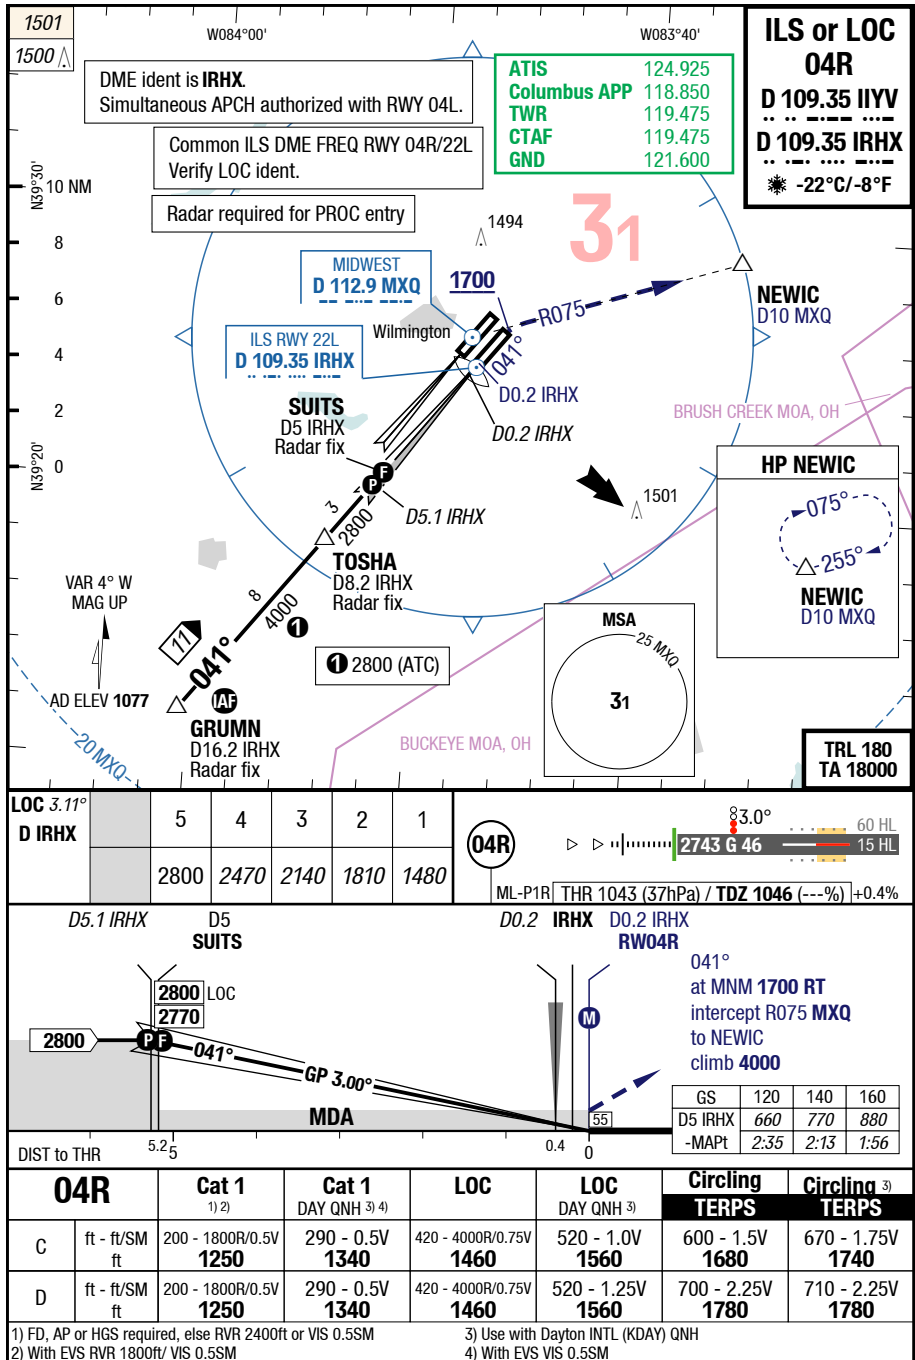 1501
1500
W084°00'
W083°40'
ILS or LOC
04R
D 109.35 IIYV
D 109.35 IRHX
-22°C/-8°F
DME ident is IRHX.
Simultaneous APCH authorized with RWY 04L.
ATIS 124.925
Columbus APP 118.850
TWR 119.475
CTAF 119.475
GND 121.600
Common ILS DME FREQ RWY 04R/22L
Verify LOC ident.
Radar required for PROC entry
N39°30'
10 NM
8
6
4
2
0
N39°20'
1494
31
MIDWEST
D 112.9 MXQ
1700
R075
NEWIC
D10 MXQ
Wilmington
ILS RWY 22L
D 109.35 IRHX
041°
D0.2 IRHX
SUITS
D5 IRHX
Radar fix
D0.2 IRHX
BRUSH CREEK MOA, OH
F
P
D5.1 IRHX
3
2800
1501
HP NEWIC
075°
255°
NEWIC
D10 MXQ
TOSHA
D8.2 IRHX
Radar fix
VAR 4° W
MAG UP
8
4000
1
11
041°
1 2800 (ATC)
MSA
25 MXQ
31
AD ELEV 1077
IAF
GRUMN
D16.2 IRHX
Radar fix
20 MXQ
BUCKEYE MOA, OH
TRL 180
TA 18000
LOC 3.11°
D IRHX
5 4 3 2 1
2800 2470 2140 1810 1480
04R
3.0°
60 HL
2743 G 46
15 HL
ML-P1R THR 1043 (37hPa) / TDZ 1046 (---%) +0.4%
D5.1 IRHX D5 D0.2 IRHX D0.2 IRHX
SUITS RW04R
041°
at MNM 1700 RT
intercept R075 MXQ
to NEWIC
climb 4000
2800 LOC
2770
2800
P F
041°
GP 3.00°
M
MDA
55
GS 120 140 160
D5 IRHX 660 770 880
-MAPt 2:35 2:13 1:56
DIST to THR 5.2 5 0.4 0
04R Cat 1 Cat 1 LOC LOC Circling Circling 3)
1) 2) DAY QNH 3) 4) DAY QNH 3) TERPS TERPS
C ft - ft/SM 200 - 1800R/0.5V 290 - 0.5V 420 - 4000R/0.75V 520 - 1.0V 600 - 1.5V 670 - 1.75V
ft 1250 1340 1460 1560 1680 1740
D ft - ft/SM 200 - 1800R/0.5V 290 - 0.5V 420 - 4000R/0.75V 520 - 1.25V 700 - 2.25V 710 - 2.25V
ft 1250 1340 1460 1560 1780 1780
1) FD, AP or HGS required, else RVR 2400ft or VIS 0.5SM 3) Use with Dayton INTL (KDAY) QNH
2) With EVS RVR 1800ft/ VIS 0.5SM 4) With EVS VIS 0.5SM